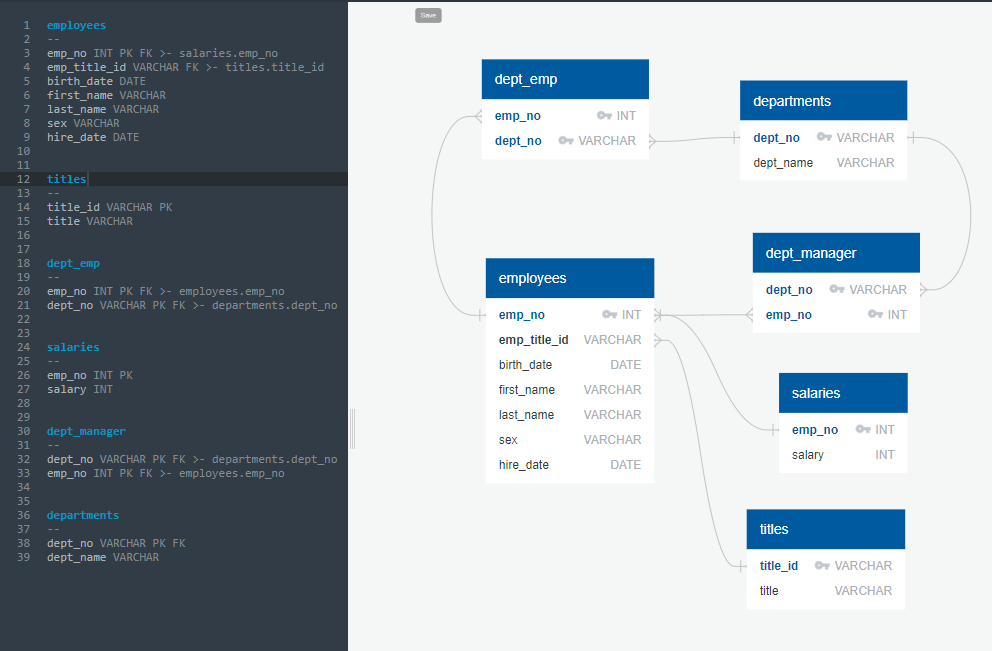 1 employees
2 --
3 emp_no INT PK FK >- salaries.emp_no
4 emp_title_id VARCHAR FK >- titles.title_id
5 birth_date DATE
6 first_name VARCHAR
7 last_name VARCHAR
8 sex VARCHAR
9 hire_date DATE
10
11
12 titles
13 --
14 title_id VARCHAR PK
15 title VARCHAR
16
17
18 dept_emp
19 --
20 emp_no INT PK FK >- employees.emp_no
21 dept_no VARCHAR PK FK >- departments.dept_no
22
23
24 salaries
25 --
26 emp_no INT PK
27 salary INT
28
29
30 dept_manager
31 --
32 dept_no VARCHAR PK FK >- departments.dept_no
33 emp_no INT PK FK >- employees.emp_no
34
35
36 departments
37 --
38 dept_no VARCHAR PK FK
39 dept_name VARCHAR
Save
dept_emp
emp_no INT
dept_no VARCHAR
departments
dept_no VARCHAR
dept_name VARCHAR
dept_manager
dept_no VARCHAR
emp_no INT
employees
emp_no INT
emp_title_id VARCHAR
birth_date DATE
first_name VARCHAR
last_name VARCHAR
sex VARCHAR
hire_date DATE
salaries
emp_no INT
salary INT
titles
title_id VARCHAR
title VARCHAR